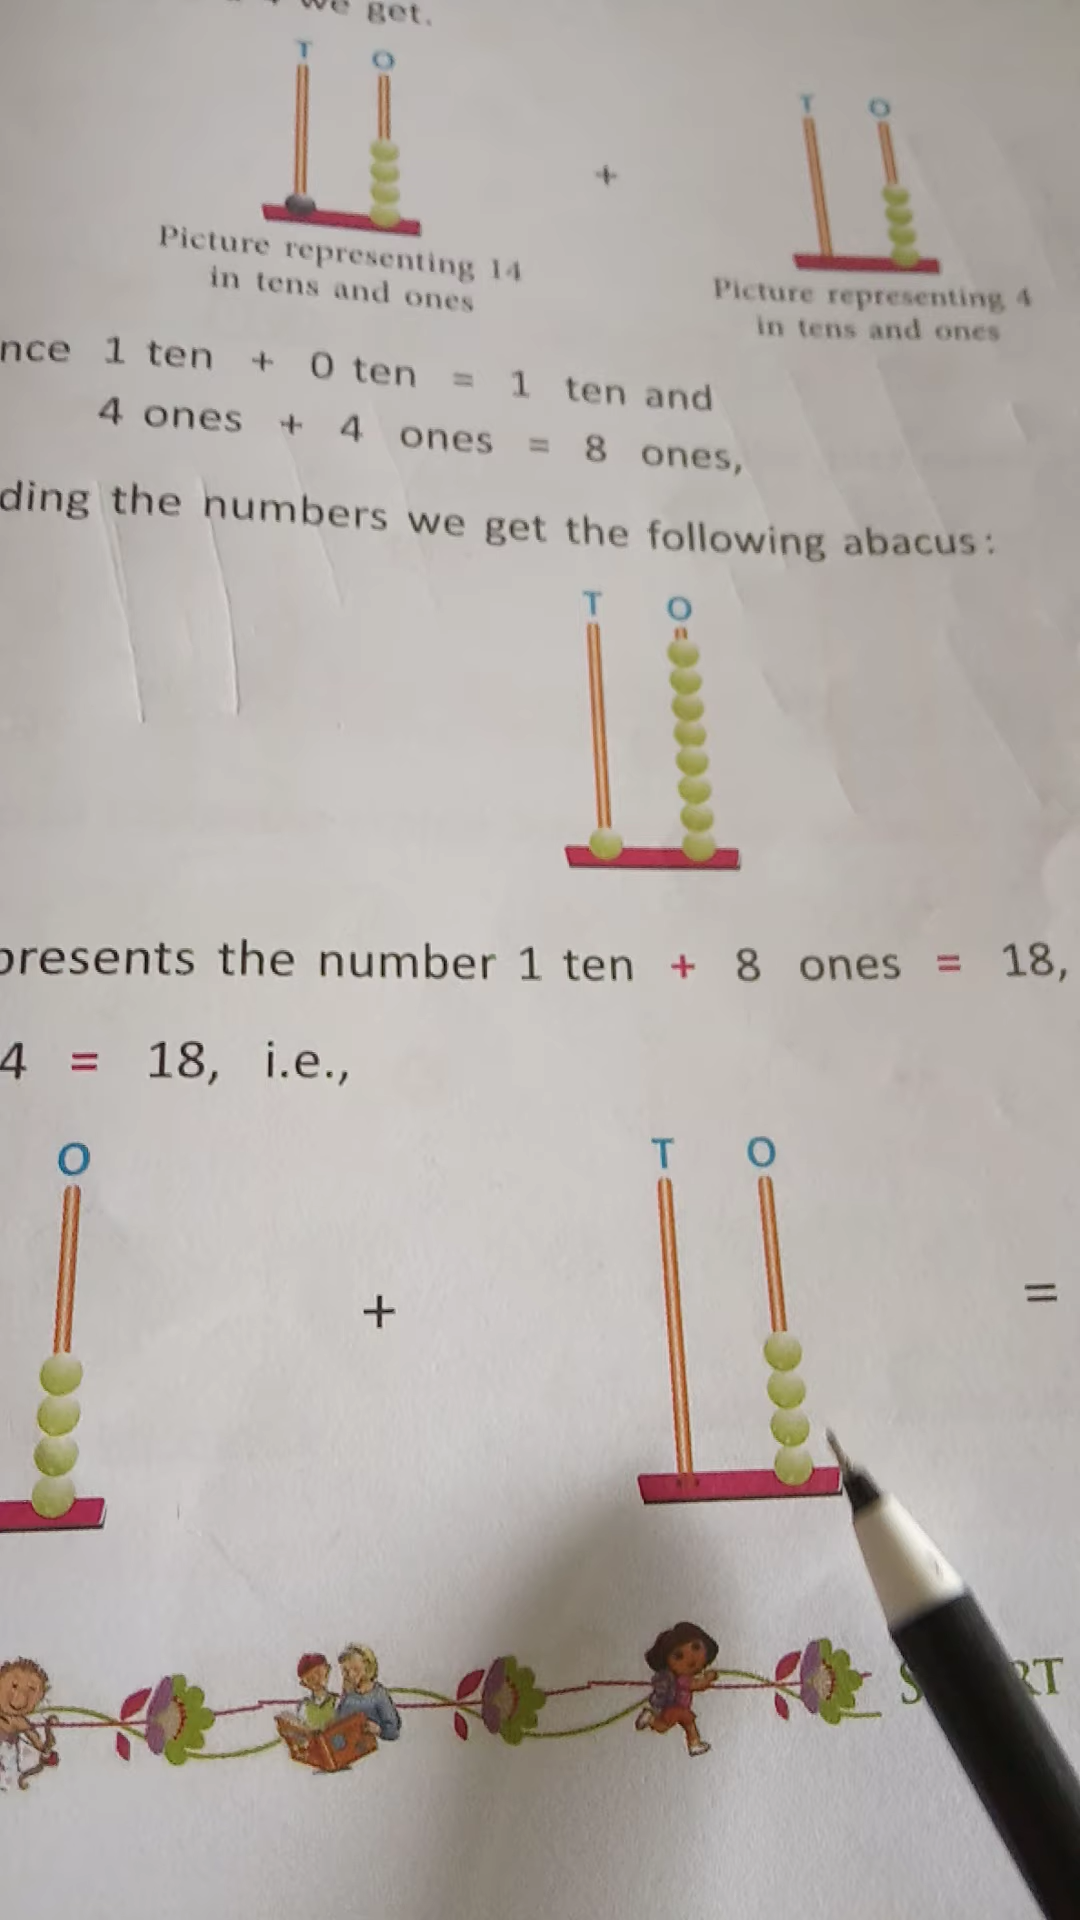 we get.
T O
+
T O
Picture representing 14
in tens and ones
Picture representing 4
in tens and ones
nce 1 ten + 0 ten = 1 ten and
4 ones + 4 ones = 8 ones,
ding the numbers we get the following abacus:
T O
presents the number 1 ten + 8 ones = 18,
4 = 18, i.e.,
O
+
T O
=